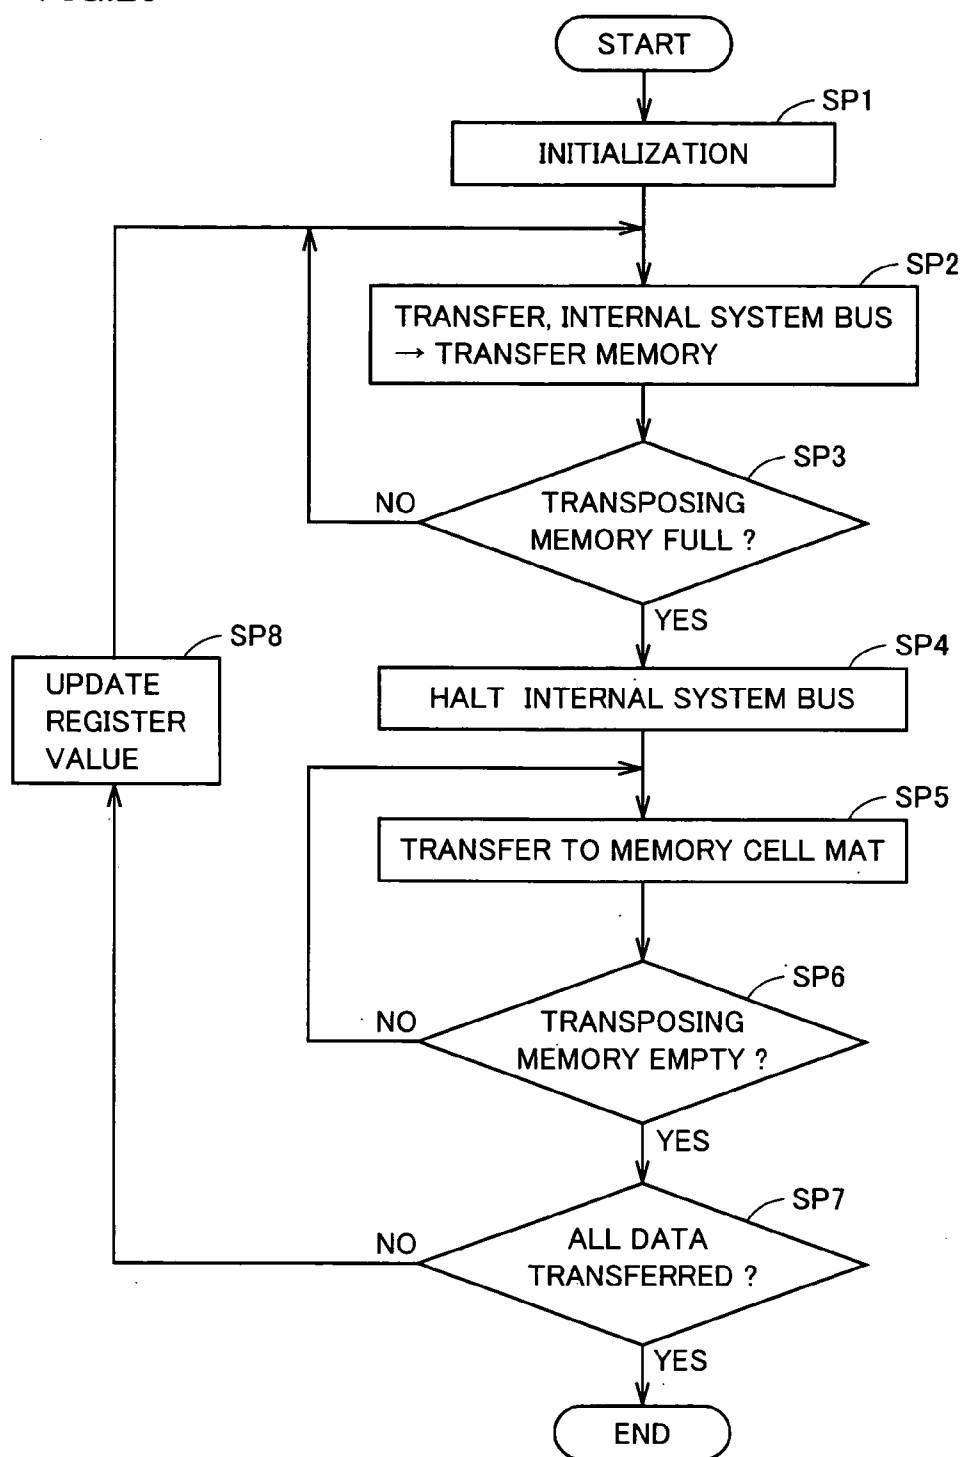 START
SP1
INITIALIZATION
SP2
TRANSFER, INTERNAL SYSTEM BUS
→ TRANSFER MEMORY
SP3
NO
TRANSPOSING
MEMORY FULL ?
YES
SP8
UPDATE
REGISTER
VALUE
SP4
HALT INTERNAL SYSTEM BUS
SP5
TRANSFER TO MEMORY CELL MAT
SP6
NO
TRANSPOSING
MEMORY EMPTY ?
YES
SP7
NO
ALL DATA
TRANSFERRED ?
YES
END